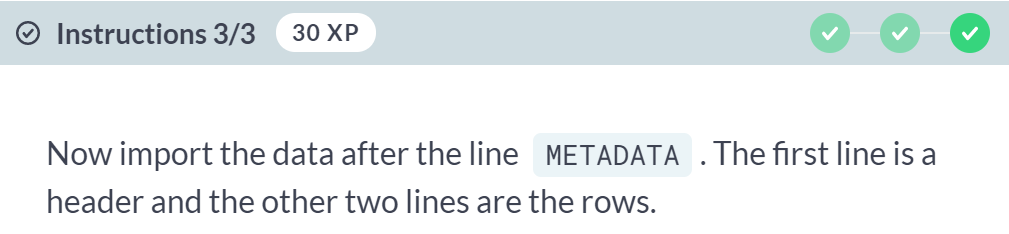 Instructions 3/3 30 XP
Now import the data after the line METADATA . The first line is a
header and the other two lines are the rows.